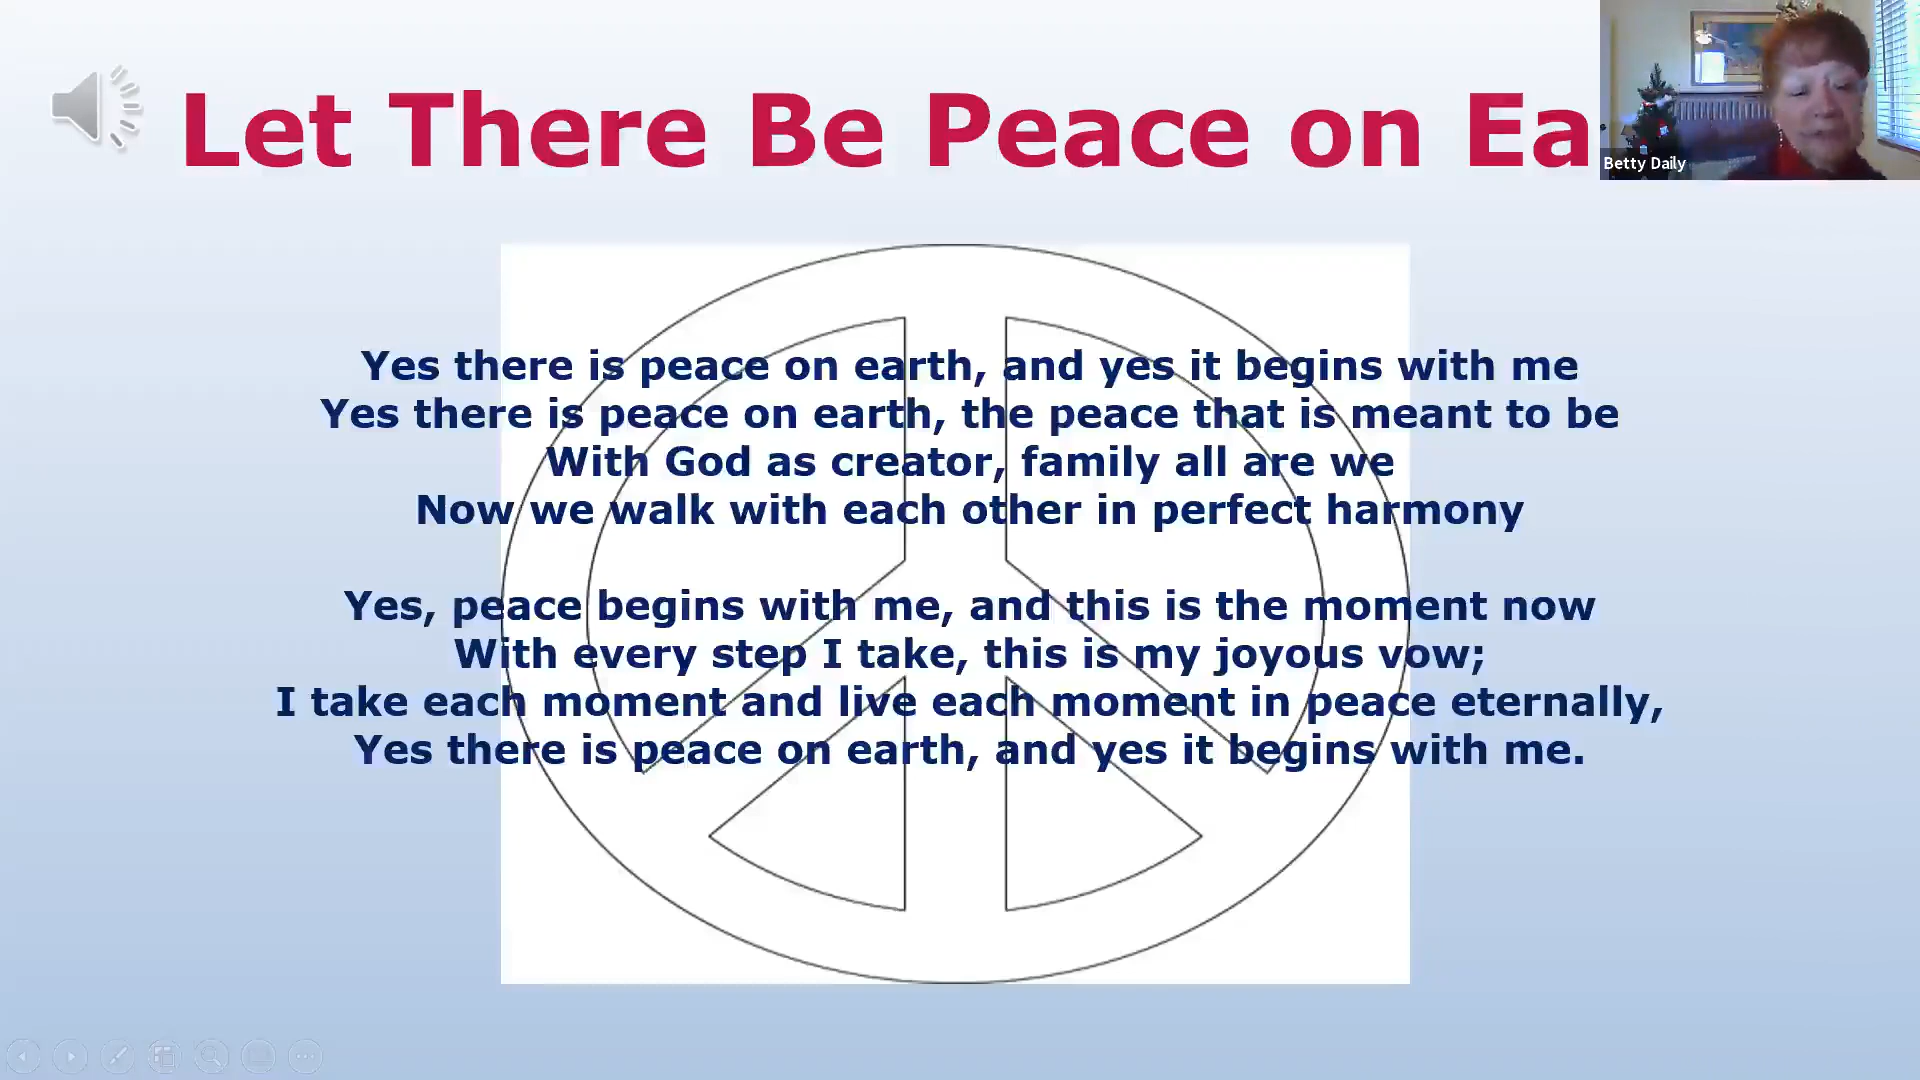 Let There Be Peace on Ea
Betty Daily
Yes there is peace on earth, and yes it begins with me
Yes there is peace on earth, the peace that is meant to be
With God as creator, family all are we
Now we walk with each other in perfect harmony
Yes, peace begins with me, and this is the moment now
With every step I take, this is my joyous vow;
I take each moment and live each moment in peace eternally,
Yes there is peace on earth, and yes it begins with me.